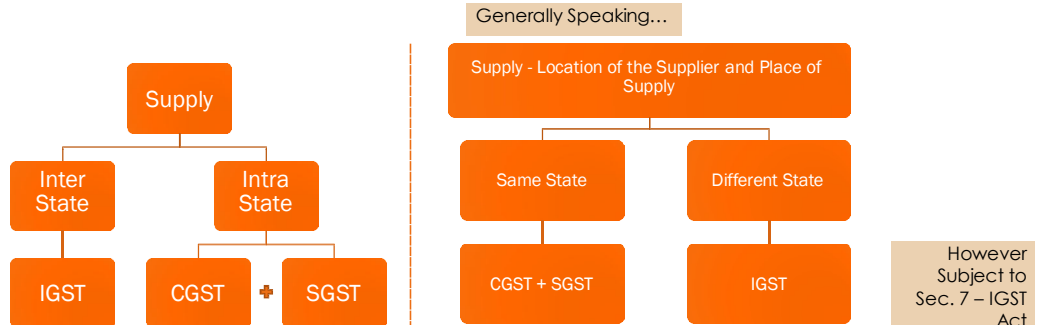 Generally Speaking…
Supply
Inter
State
Intra
State
IGST
CGST
SGST
Supply - Location of the Supplier and Place of
Supply
Same State
Different State
CGST + SGST
IGST
However
Subject to
Sec. 7 – IGST
Act